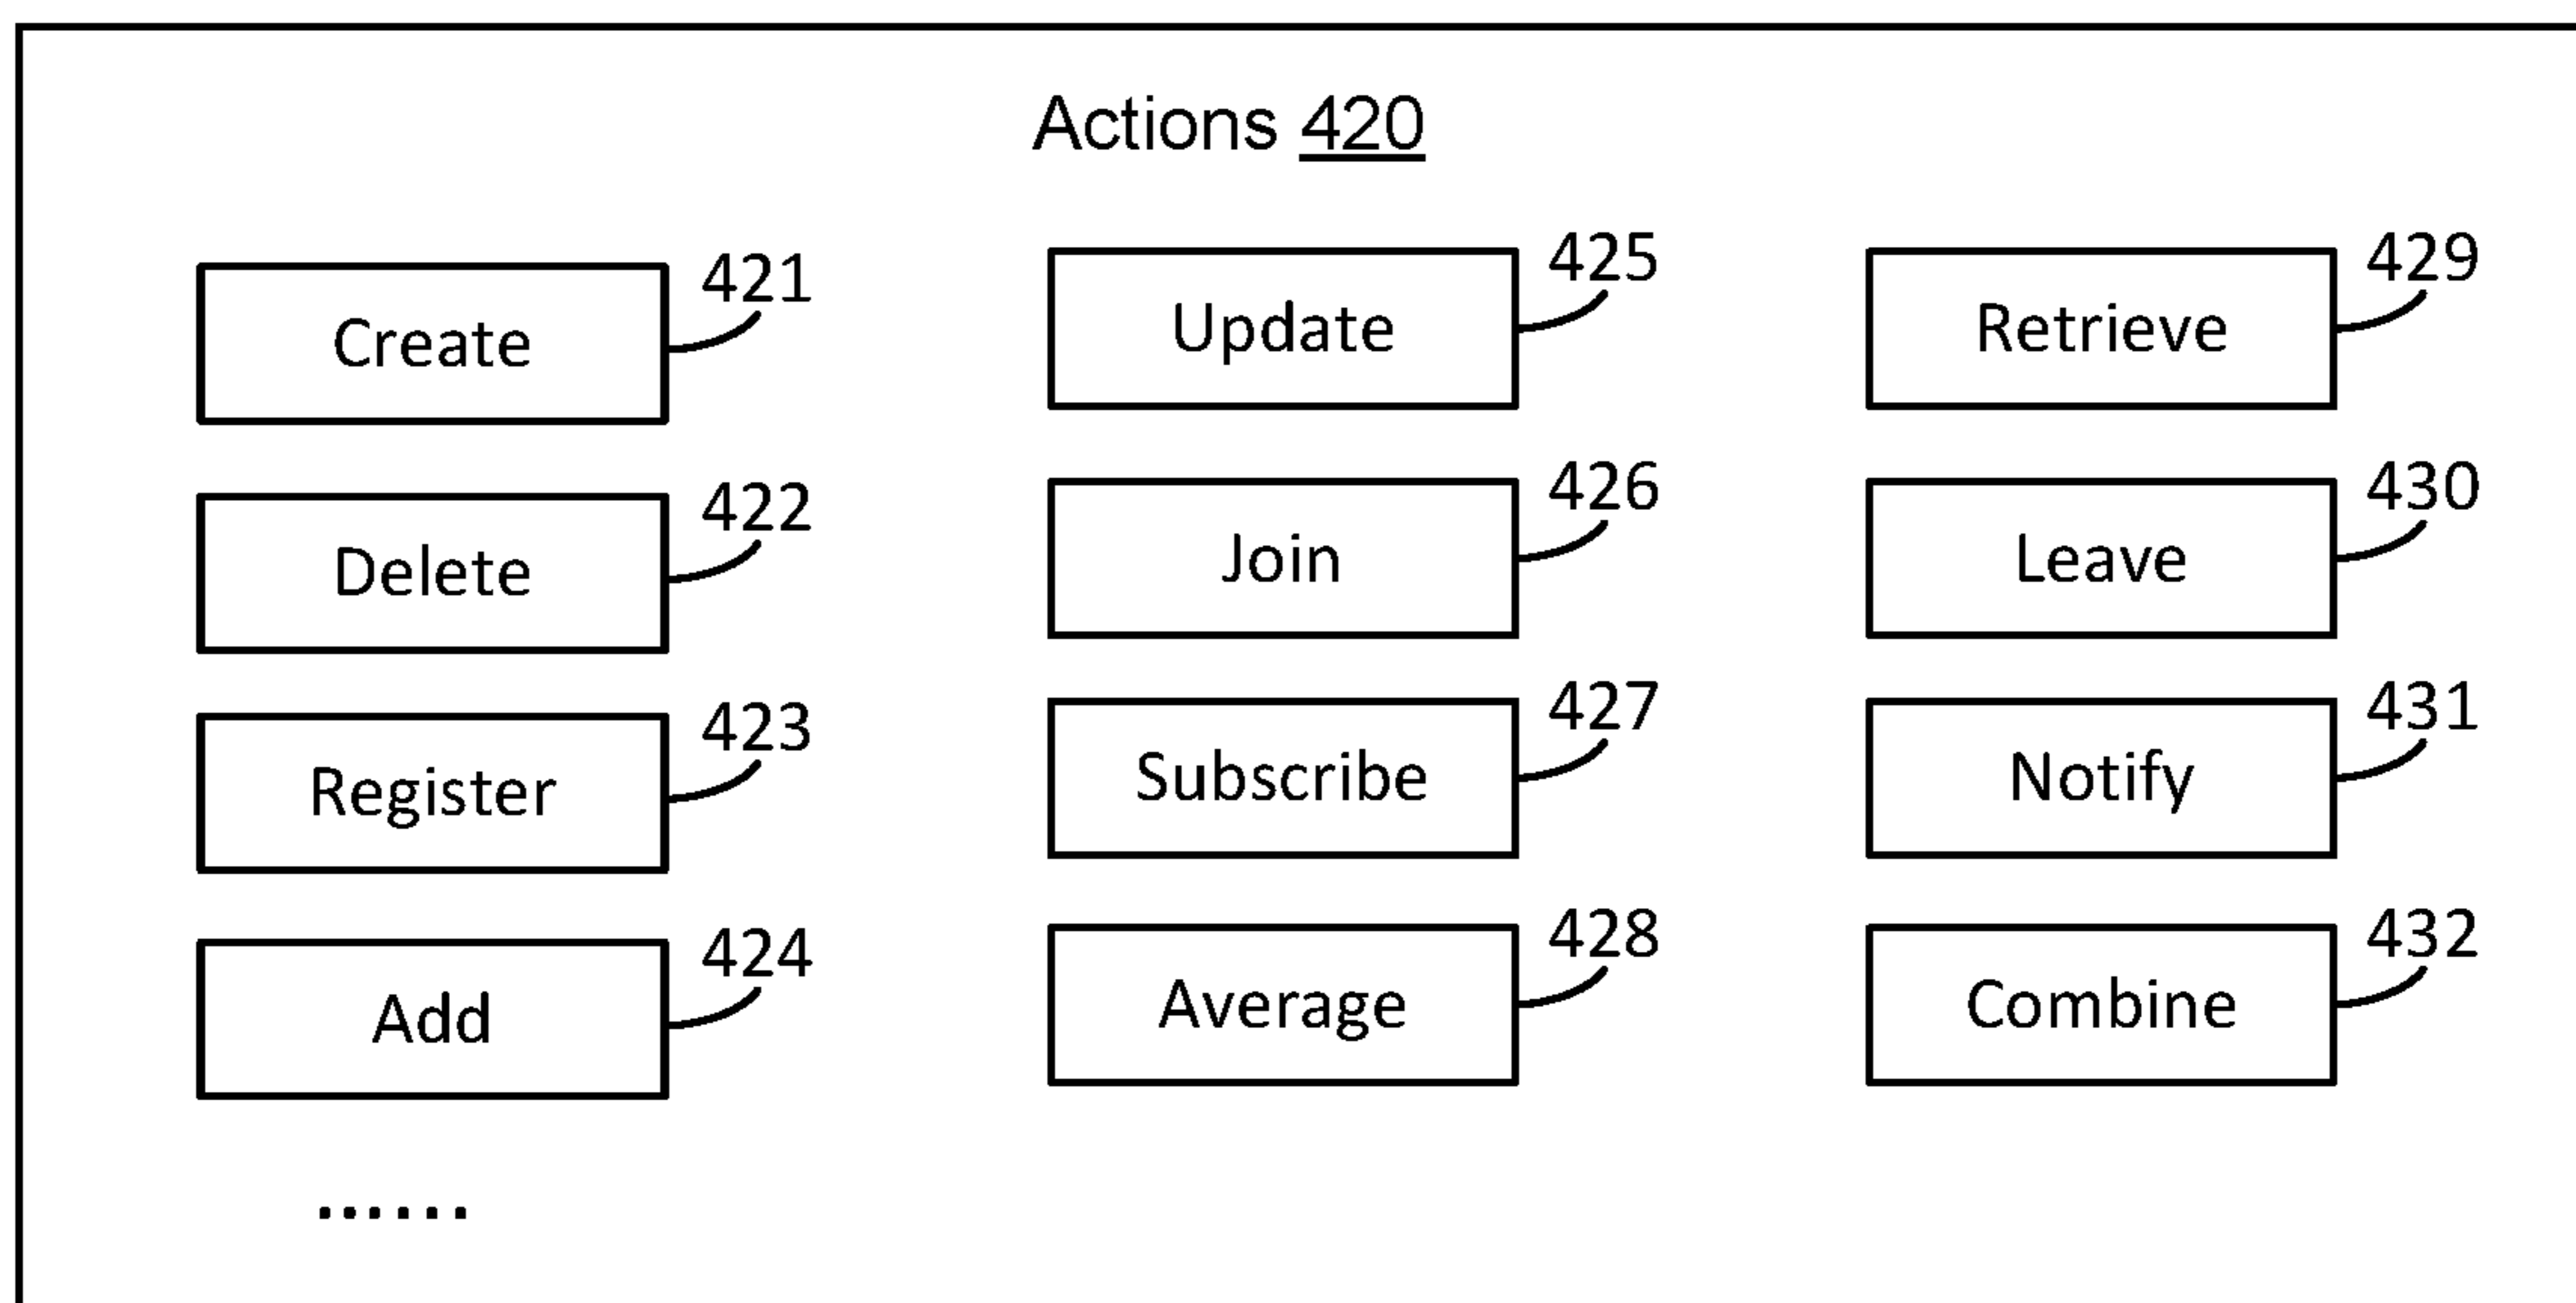 Actions 420
421 425 429
Create Update Retrieve
422 426 430
Delete Join Leave
423 427 431
Register Subscribe Notify
424 428 432
Add Average Combine
......